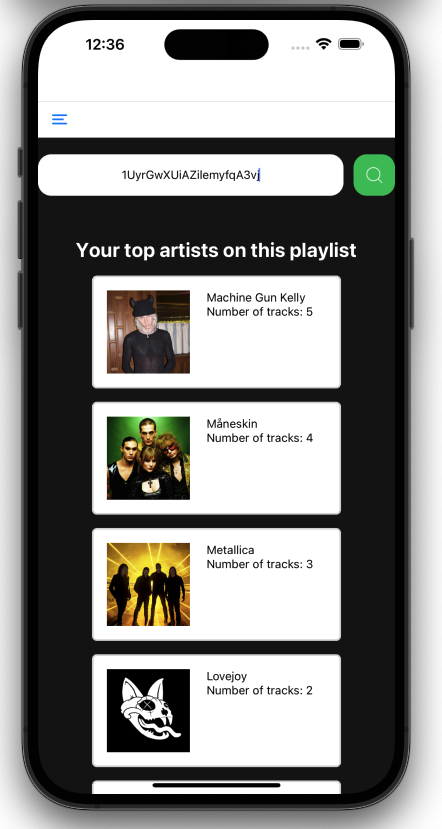 12:36
1UyrGwXUiAZilemyfqA3vj
Your top artists on this playlist
Machine Gun Kelly
Number of tracks: 5
Måneskin
Number of tracks: 4
Metallica
Number of tracks: 3
Lovejoy
Number of tracks: 2